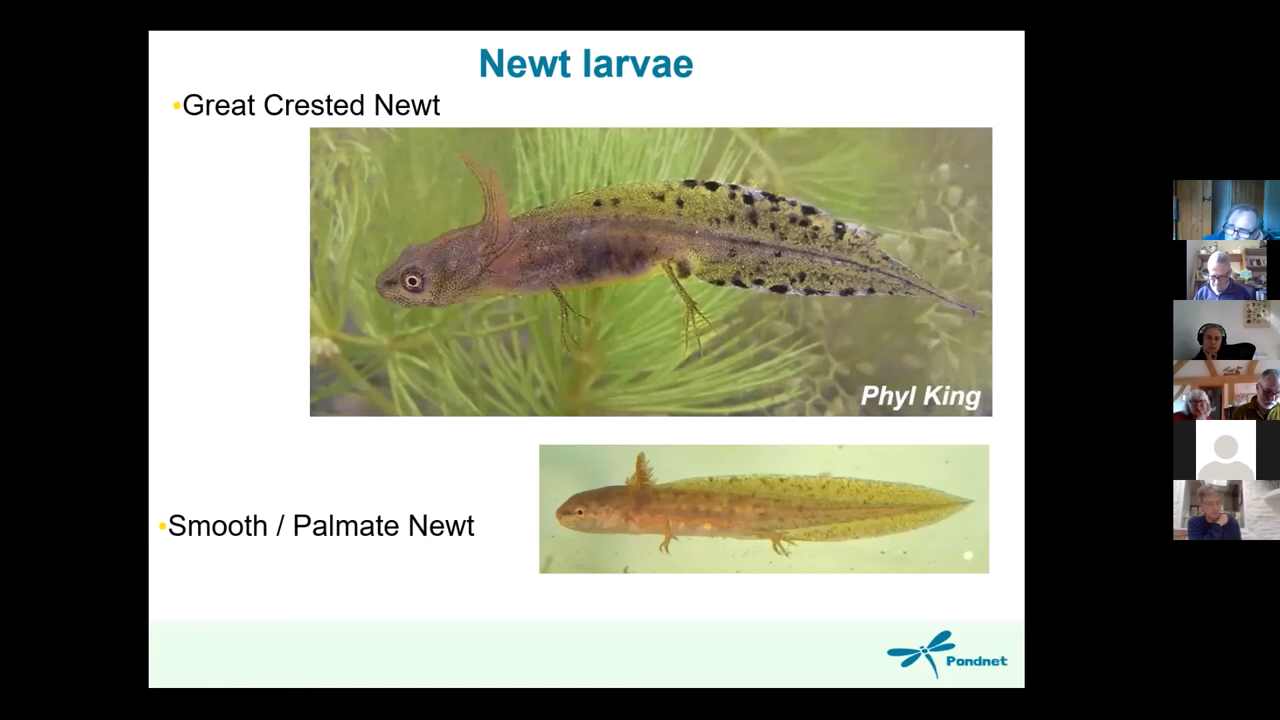 Newt larvae
•Great Crested Newt
Phyl King
•Smooth / Palmate Newt
Pondnet